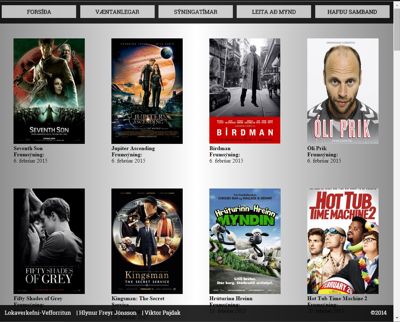 FORSÍÐA
VÆNTANLEGAR
SÝNINGATÍMAR
LEITA AÐ MYND
HAFÐU SAMBAND
SEVENTH SON
JUPITER ASCENDING
BIRDMAN
ÓLI PRIK
Seventh Son
Frumsýning:
6. febrúar 2015
Jupiter Ascending
Frumsýning:
6. febrúar 2015
Birdman
Frumsýning:
6. febrúar 2015
Óli Prik
Frumsýning:
6. febrúar 2015
FIFTY SHADES
OF GREY
Kingsman
THE SECRET SERVICE
Hrúturinn Hreinn
MYNDIN
HOT TUB
TIME MACHINE 2
FEBRUARY
Fifty Shades of Grey
Kingsman: The Secret
Hrúturinn Hreinn
Hot Tub Time Machine 2
Lokaverkefni-Vefforritun | Hlynur Freyr Jónsson | Viktor Pajdak
©2014